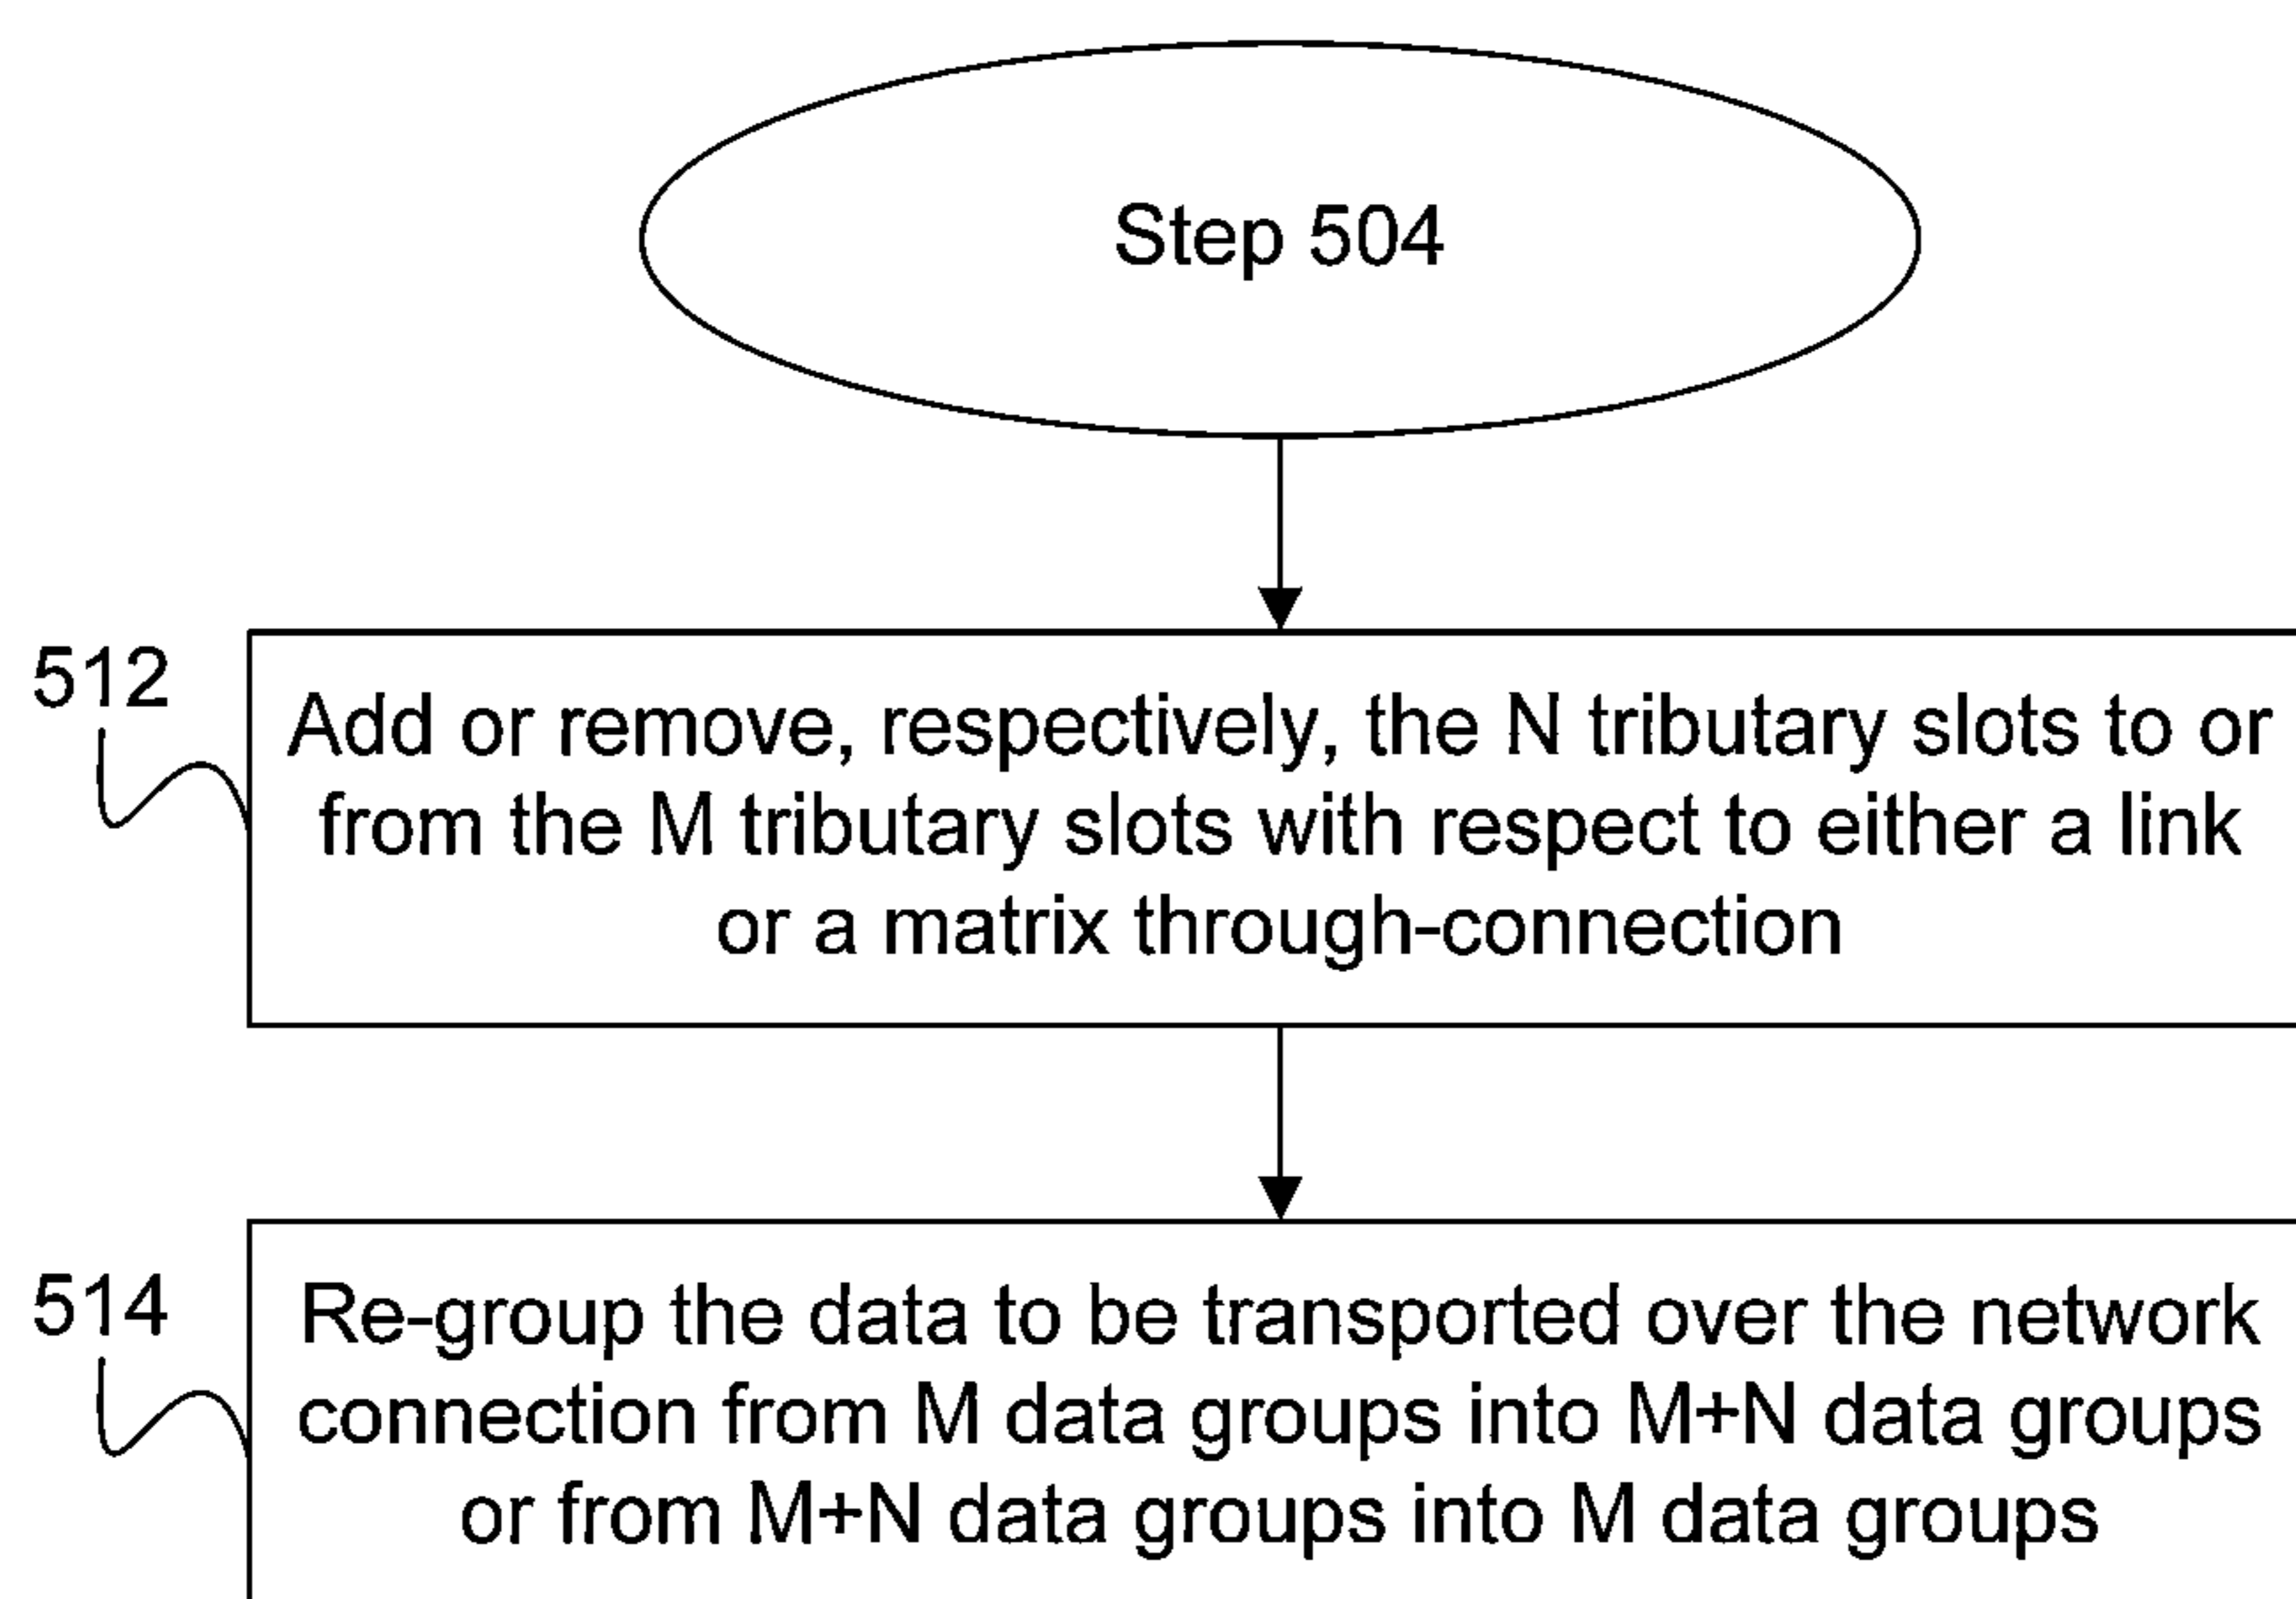 Step 504
512
Add or remove, respectively, the N tributary slots to or
from the M tributary slots with respect to either a link
or a matrix through-connection
514
Re-group the data to be transported over the network
connection from M data groups into M+N data groups
or from M+N data groups into M data groups